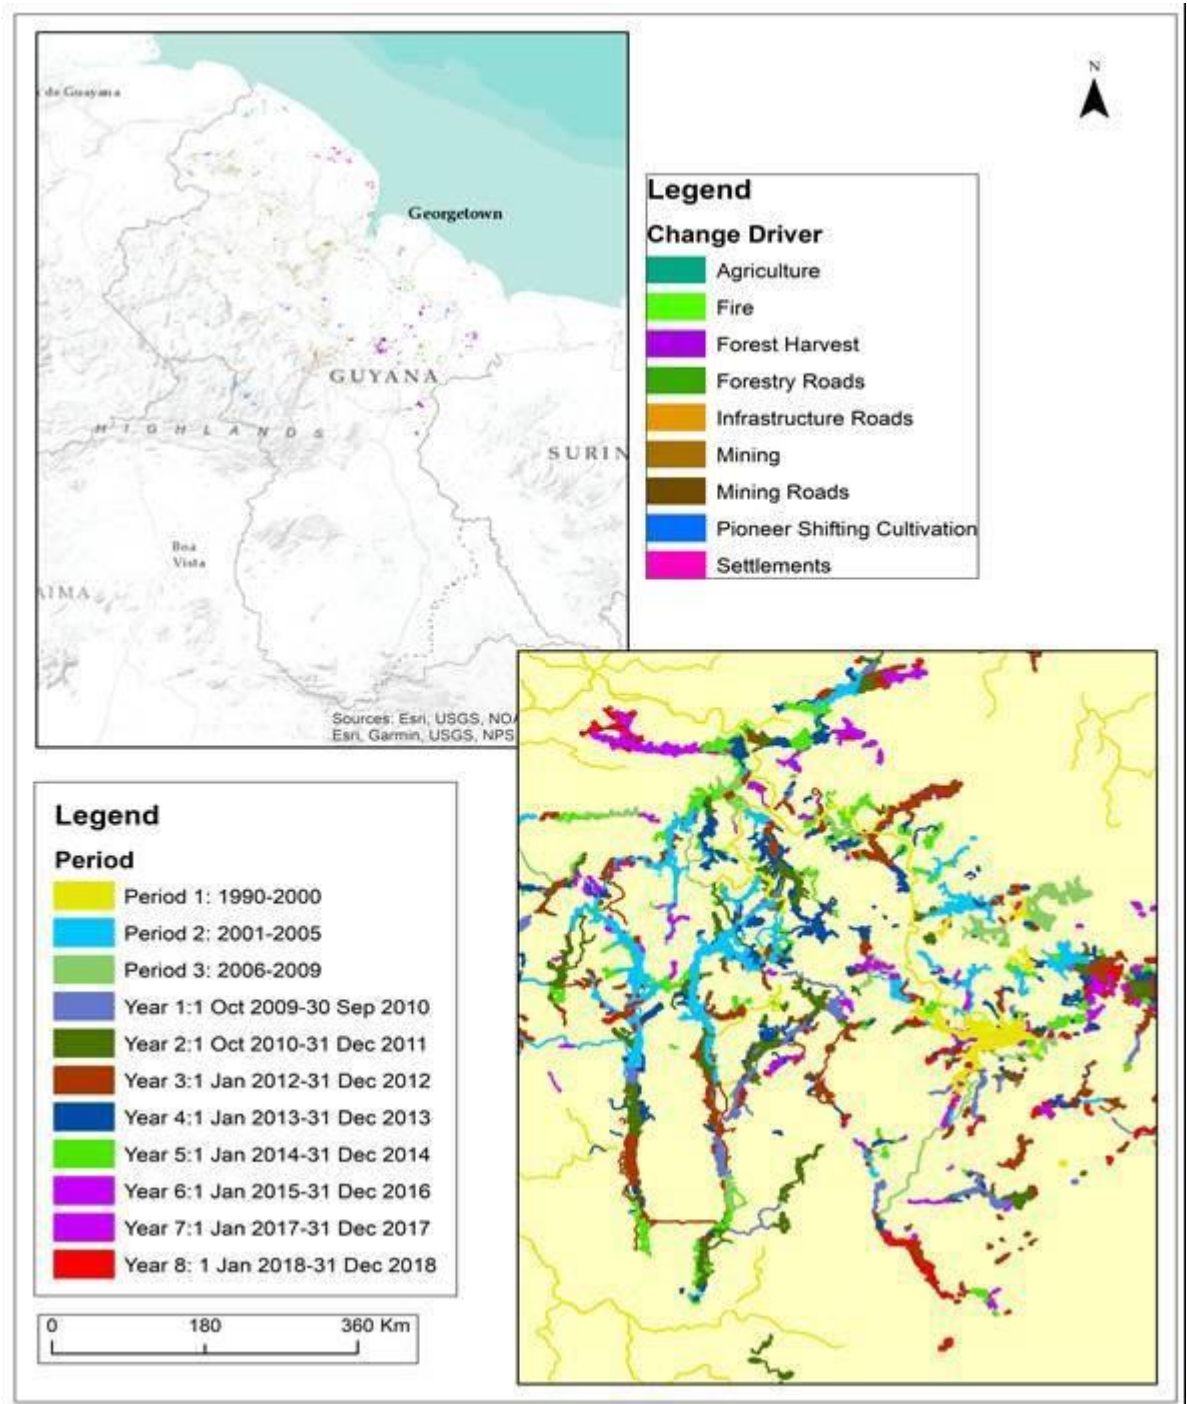 N
de Guayana
Georgetown
GUYANA
HIGHLANDS
SURIN
Boa
Vista
AIMA
Sources: Esri, USGS, NO
Esri, Garmin, USGS, NPS
Legend
Change Driver
Agriculture
Fire
Forest Harvest
Forestry Roads
Infrastructure Roads
Mining
Mining Roads
Pioneer Shifting Cultivation
Settlements
Legend
Period
Period 1: 1990-2000
Period 2: 2001-2005
Period 3: 2006-2009
Year 1:1 Oct 2009-30 Sep 2010
Year 2:1 Oct 2010-31 Dec 2011
Year 3:1 Jan 2012-31 Dec 2012
Year 4:1 Jan 2013-31 Dec 2013
Year 5:1 Jan 2014-31 Dec 2014
Year 6:1 Jan 2015-31 Dec 2016
Year 7:1 Jan 2017-31 Dec 2017
Year 8: 1 Jan 2018-31 Dec 2018
0 180 360 Km